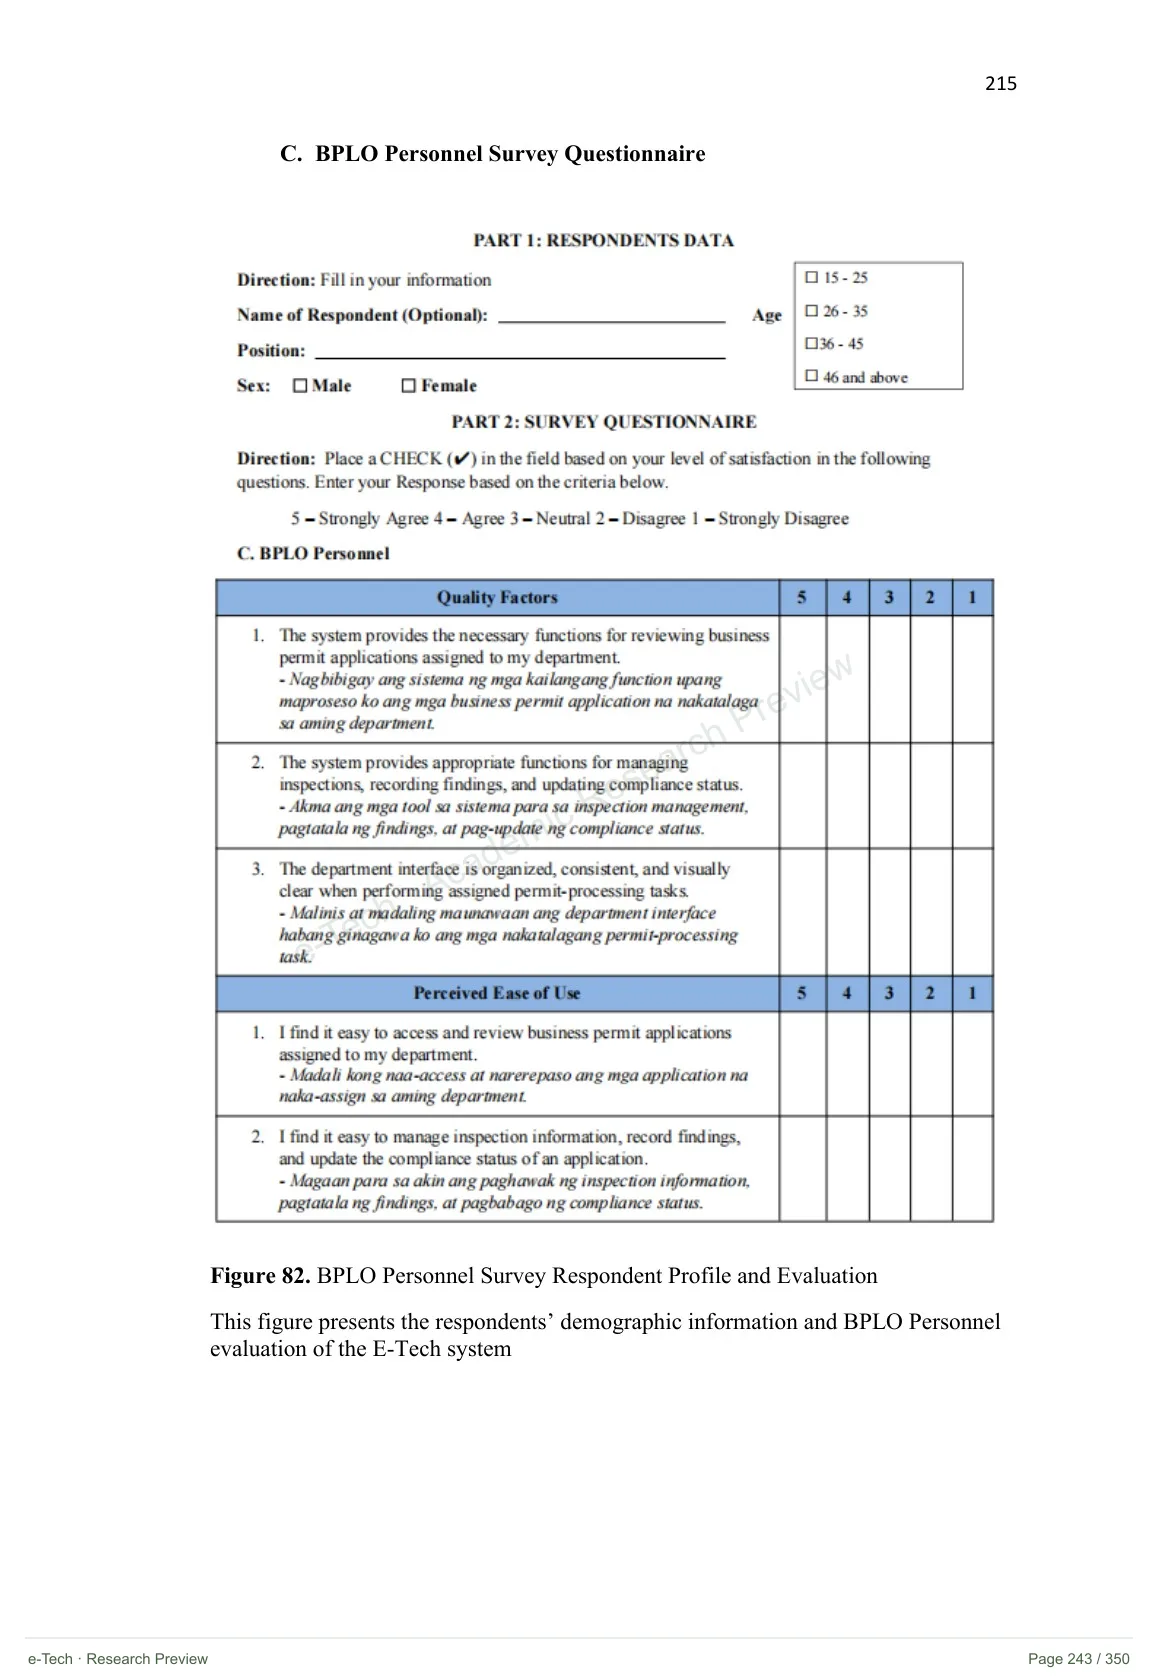 215
C. BPLO Personnel Survey Questionnaire
PART 1: RESPONDENTS DATA
Direction: Fill in your information
Name of Respondent (Optional): Age
Position:
Sex: ☐ Male ☐ Female
☐ 15 - 25
☐ 26 - 35
☐36 - 45
☐ 46 and above
PART 2: SURVEY QUESTIONNAIRE
Direction: Place a CHECK (✔) in the field based on your level of satisfaction in the following
questions. Enter your Response based on the criteria below.
5 – Strongly Agree 4 – Agree 3 – Neutral 2 – Disagree 1 – Strongly Disagree
C. BPLO Personnel
Quality Factors 5 4 3 2 1
1. The system provides the necessary functions for reviewing business
permit applications assigned to my department.
- Nagbibigay ang sistema ng mga kailangang function upang
maproseso ko ang mga business permit application na nakatalaga
sa aming department.
2. The system provides appropriate functions for managing
inspections, recording findings, and updating compliance status.
- Akma ang mga tool sa sistema para sa inspection management,
pagtatala ng findings, at pag-update ng compliance status.
3. The department interface is organized, consistent, and visually
clear when performing assigned permit-processing tasks.
- Malinis at madaling maunawaan ang department interface
habang ginagawa ko ang mga nakatalagang permit-processing
task.
Perceived Ease of Use 5 4 3 2 1
1. I find it easy to access and review business permit applications
assigned to my department.
- Madali kong naa-access at narerepaso ang mga application na
naka-assign sa aming department.
2. I find it easy to manage inspection information, record findings,
and update the compliance status of an application.
- Magaan para sa akin ang paghawak ng inspection information,
pagtatala ng findings, at pagbabago ng compliance status.
e-Tech · Academic Research Preview
Figure 82. BPLO Personnel Survey Respondent Profile and Evaluation
This figure presents the respondents’ demographic information and BPLO Personnel
evaluation of the E-Tech system
e-Tech · Research Preview Page 243 / 350